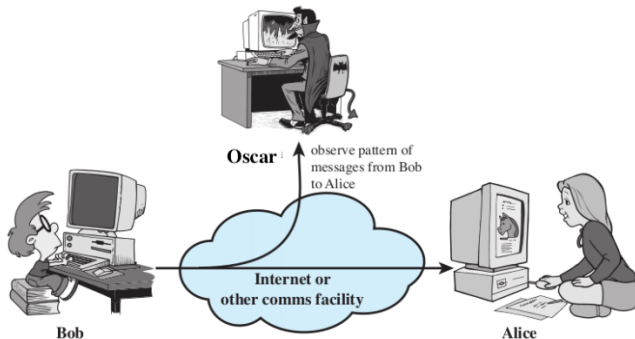 Oscar
observe pattern of
messages from Bob
to Alice
Internet or
other comms facility
Bob
Alice